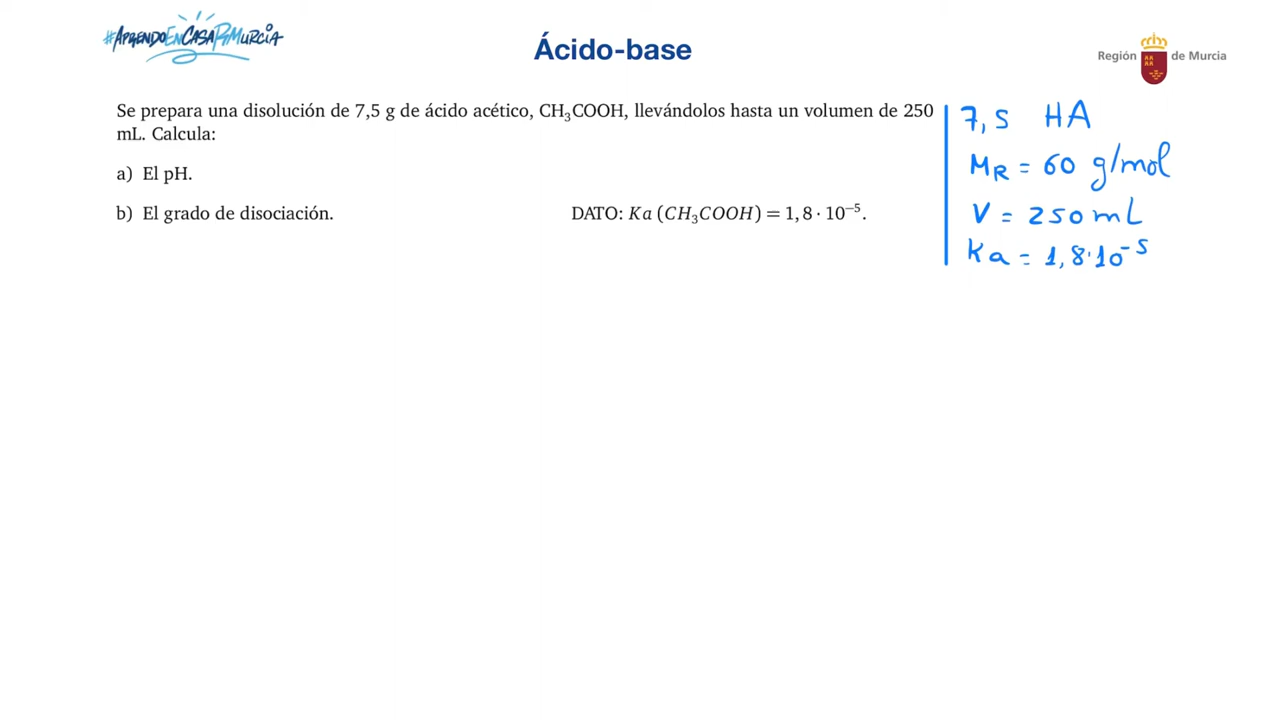 #AprendoEnCasaRMurcia
Ácido-base
Región de Murcia
Se prepara una disolución de 7,5 g de ácido acético, CH₃COOH, llevándolos hasta un volumen de 250
mL. Calcula:
a) El pH.
b) El grado de disociación.
DATO: Ka (CH₃COOH) = 1,8 · 10⁻⁵.
7,5 HA
MR = 60 g/mol
V = 250 mL
Ka = 1,8·10⁻⁵